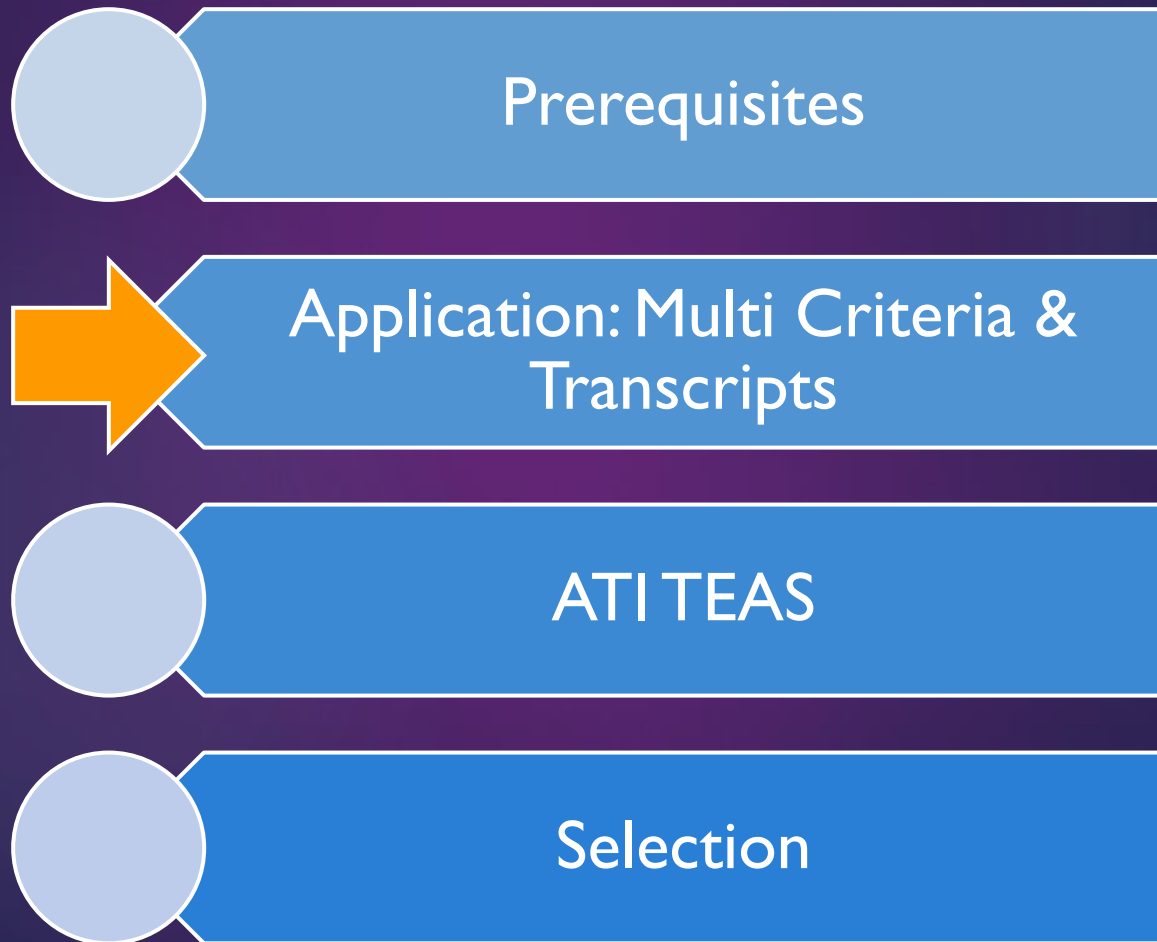 Prerequisites
Application: Multi Criteria &
Transcripts
ATI TEAS
Selection